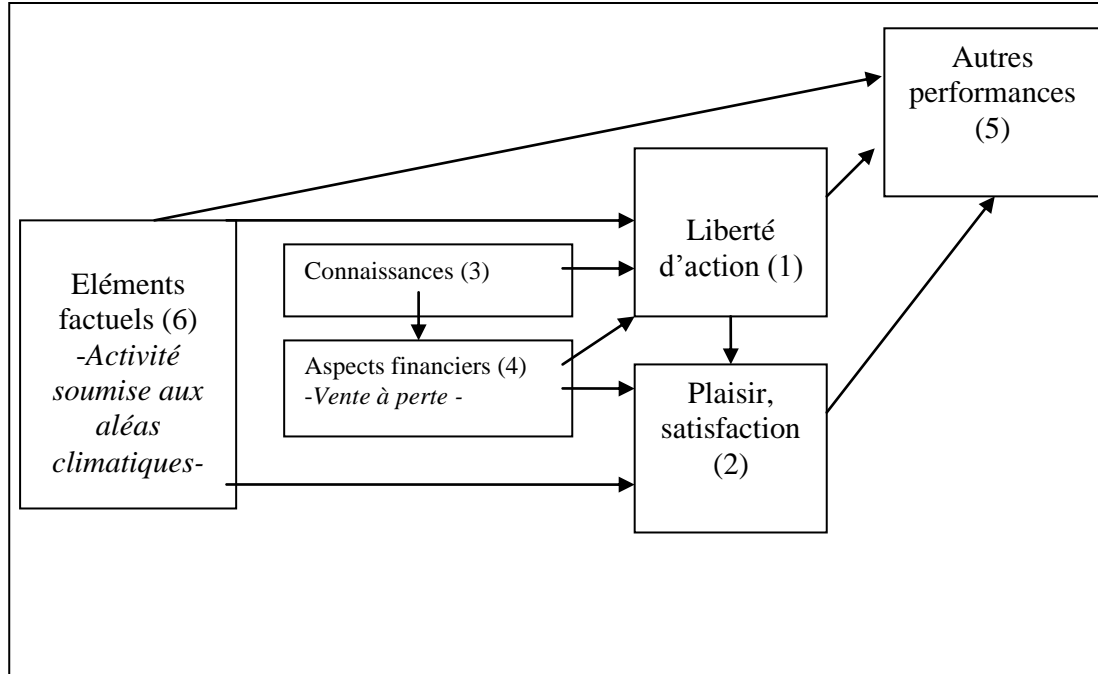 Autres
performances
(5)
Liberté
d’action (1)
Connaissances (3)
Eléments
factuels (6)
-Activité
soumise aux
aléas
climatiques-
Aspects financiers (4)
-Vente à perte -
Plaisir,
satisfaction
(2)